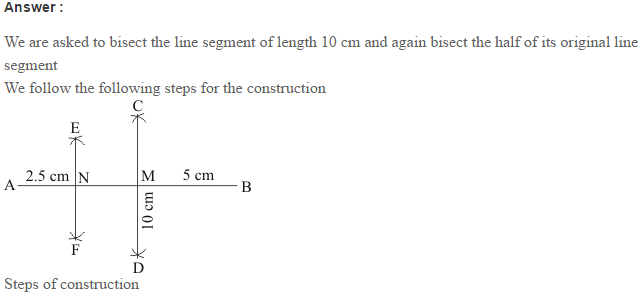 Answer :
We are asked to bisect the line segment of length 10 cm and again bisect the half of its original line
segment
We follow the following steps for the construction
C
E
A 2.5 cm N M 5 cm B
10 cm
F
D
Steps of construction